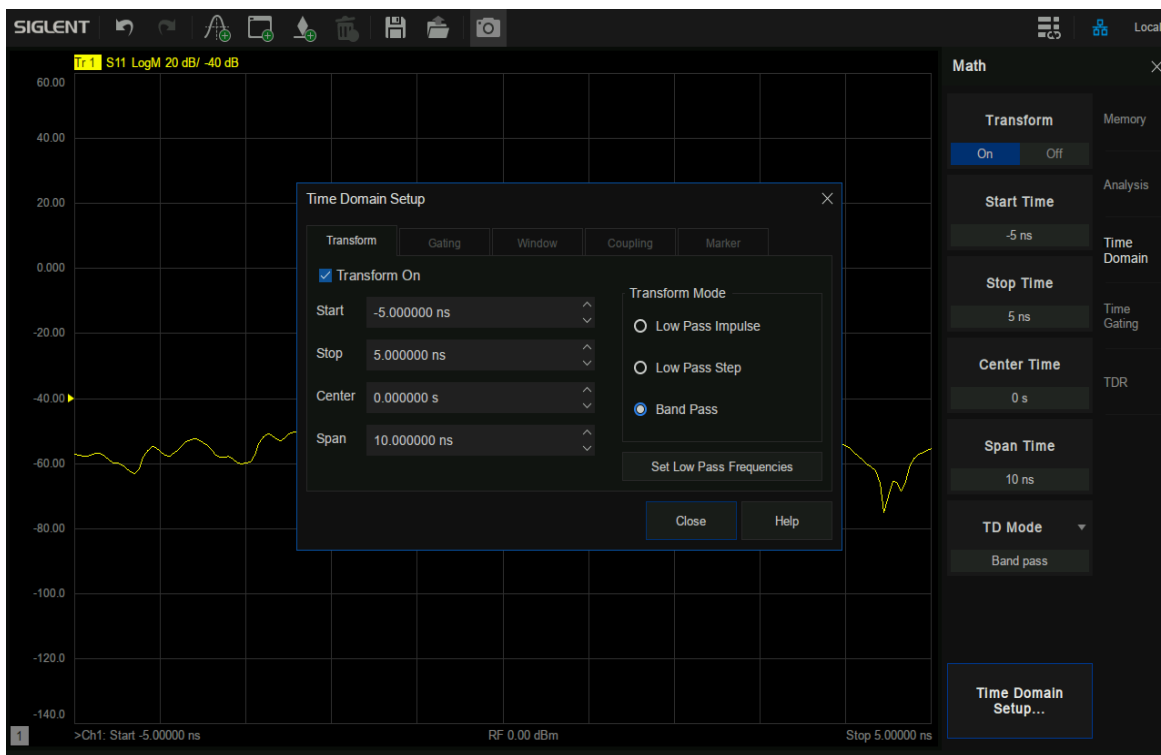 SIGLENT
Local
Tr 1 S11 LogM 20 dB/ -40 dB
60.00
40.00
20.00
0.000
-20.00
-40.00
-60.00
-80.00
-100.0
-120.0
-140.0
1
>Ch1: Start -5.00000 ns
RF 0.00 dBm
Stop 5.00000 ns
Time Domain Setup
Transform
Gating
Window
Coupling
Marker
Transform On
Start
-5.000000 ns
Stop
5.000000 ns
Center
0.000000 s
Span
10.000000 ns
Transform Mode
Low Pass Impulse
Low Pass Step
Band Pass
Set Low Pass Frequencies
Close
Help
Math
Transform
On
Off
Start Time
-5 ns
Stop Time
5 ns
Center Time
0 s
Span Time
10 ns
TD Mode
Band pass
Time Domain
Setup...
Memory
Analysis
Time
Domain
Time
Gating
TDR